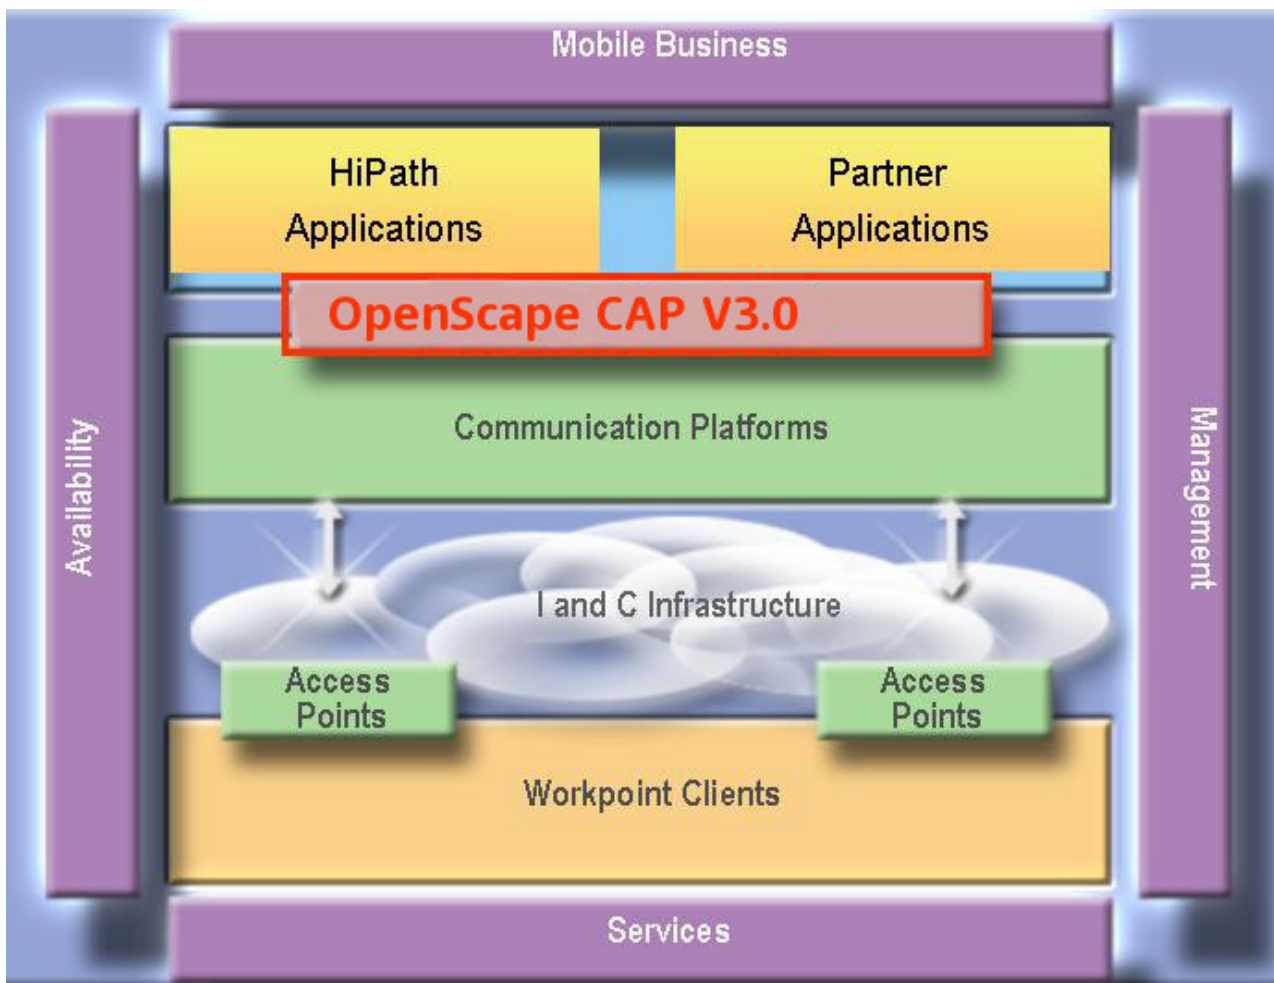 Mobile Business
HiPath
Applications
Partner
Applications
OpenScape CAP V3.0
Communication Platforms
Availability
Management
I and C Infrastructure
Access
Points
Access
Points
Workpoint Clients
Services